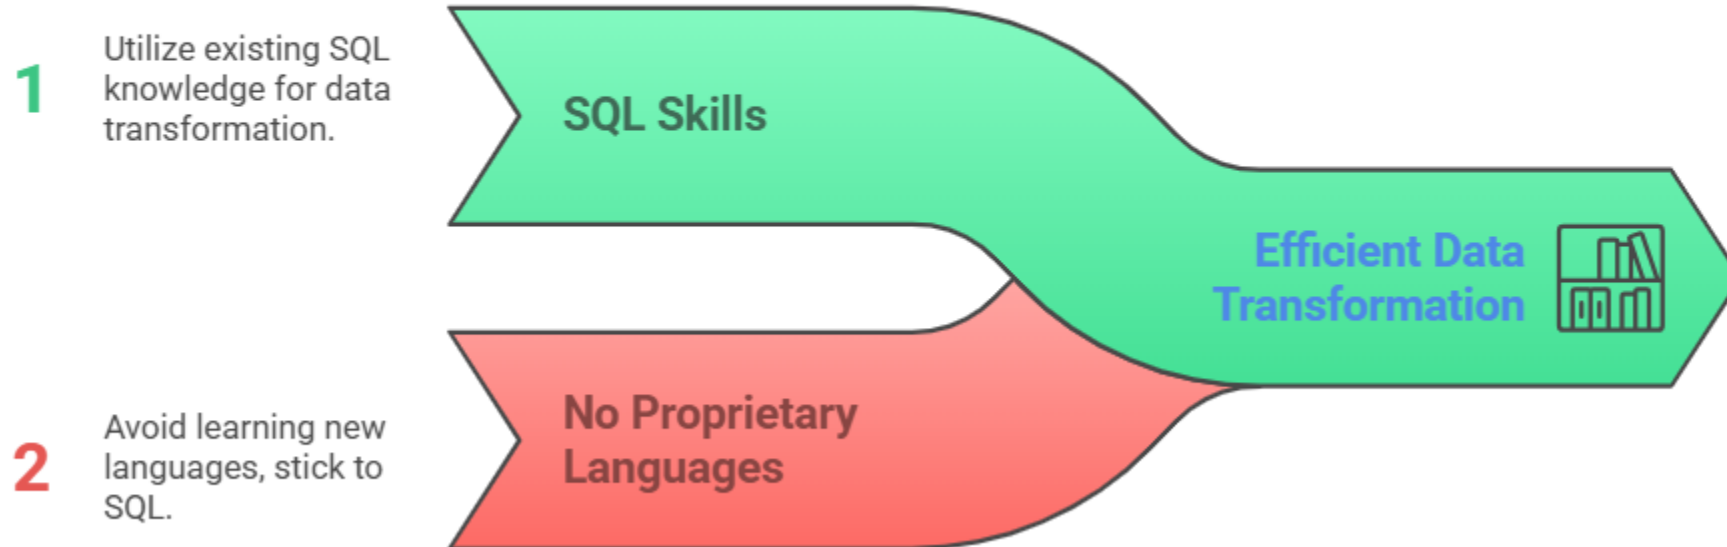 1
Utilize existing SQL
knowledge for data
transformation.
SQL Skills
Efficient Data
Transformation
2
Avoid learning new
languages, stick to
SQL.
No Proprietary
Languages